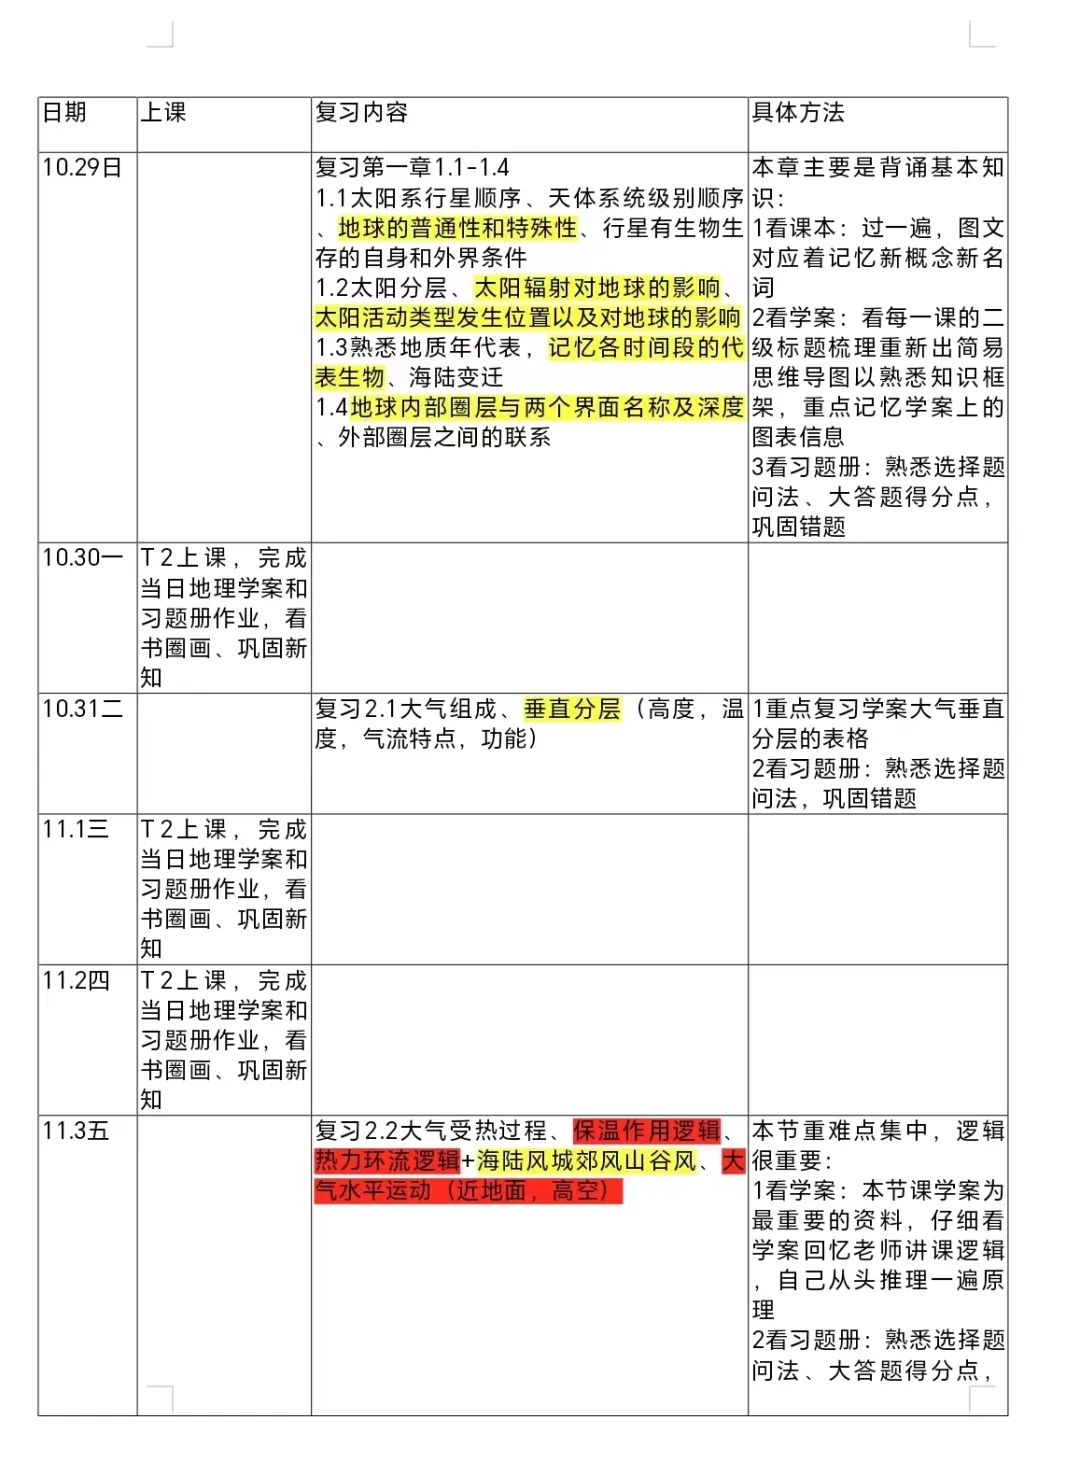 日期
上课
复习内容
具体方法
10.29日
复习第一章1.1-1.4
1.1太阳系行星顺序、天体系统级别顺序
、地球的普通性和特殊性、行星有生物生
存的自身和外界条件
1.2太阳分层、太阳辐射对地球的影响、
太阳活动类型发生位置以及对地球的影响
1.3熟悉地质年代表，记忆各时间段的代
表生物、海陆变迁
1.4地球内部圈层与两个界面名称及深度
、外部圈层之间的联系
本章主要是背诵基本知
识：
1看课本：过一遍，图文
对应着记忆新概念新名
词
2看学案：看每一课的二
级标题梳理重新出简易
思维导图以熟悉知识框
架，重点记忆学案上的
图表信息
3看习题册：熟悉选择题
问法、大答题得分点，
巩固错题
10.30一
T2上课，完成
当日地理学案和
习题册作业，看
书圈画、巩固新
知
10.31二
复习2.1大气组成、垂直分层（高度，温
度，气流特点，功能）
1重点复习学案大气垂直
分层的表格
2看习题册：熟悉选择题
问法，巩固错题
11.1三
T2上课，完成
当日地理学案和
习题册作业，看
书圈画、巩固新
知
11.2四
T2上课，完成
当日地理学案和
习题册作业，看
书圈画、巩固新
知
11.3五
复习2.2大气受热过程、保温作用逻辑、
热力环流逻辑+海陆风城郊风山谷风、大
气水平运动（近地面，高空）
本节重难点集中，逻辑
很重要：
1看学案：本节课学案为
最重要的资料，仔细看
学案回忆老师讲课逻辑
，自己从头推理一遍原
理
2看习题册：熟悉选择题
问法、大答题得分点，